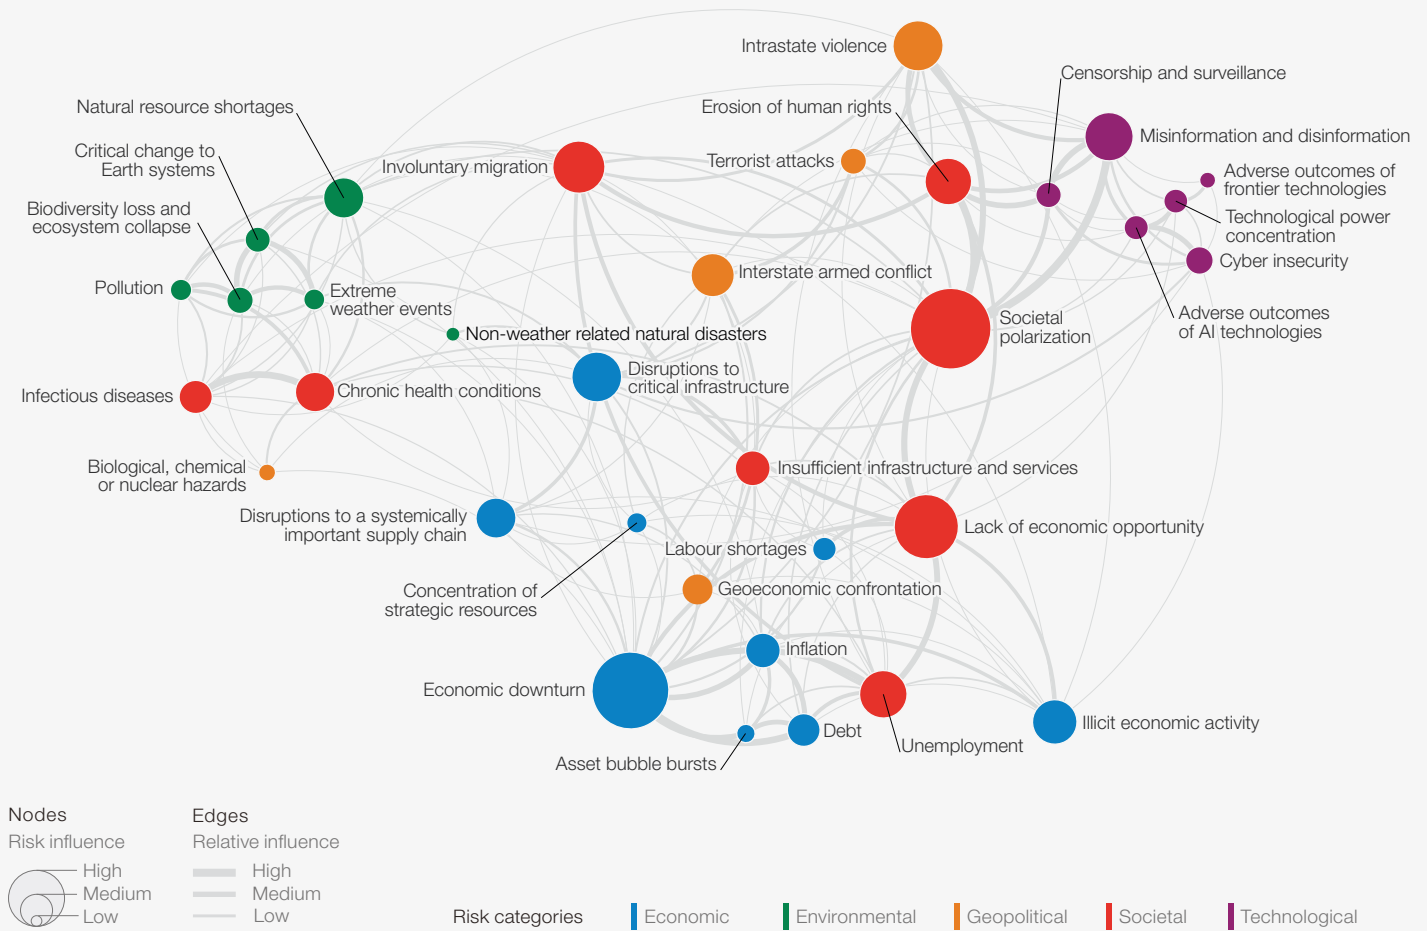 Intrastate violence
Censorship and surveillance
Natural resource shortages
Erosion of human rights
Misinformation and disinformation
Critical change to
Earth systems
Involuntary migration
Terrorist attacks
Adverse outcomes of
frontier technologies
Biodiversity loss and
ecosystem collapse
Technological power
concentration
Pollution
Extreme
weather events
Interstate armed conflict
Cyber insecurity
Non-weather related natural disasters
Societal
polarization
Adverse outcomes
of AI technologies
Disruptions to
critical infrastructure
Infectious diseases
Chronic health conditions
Biological, chemical
or nuclear hazards
Insufficient infrastructure and services
Disruptions to a systemically
important supply chain
Lack of economic opportunity
Labour shortages
Concentration of
strategic resources
Geoeconomic confrontation
Inflation
Economic downturn
Debt
Unemployment
Illicit economic activity
Asset bubble bursts
Nodes
Risk influence
High
Medium
Low
Edges
Relative influence
High
Medium
Low
Risk categories
Economic
Environmental
Geopolitical
Societal
Technological